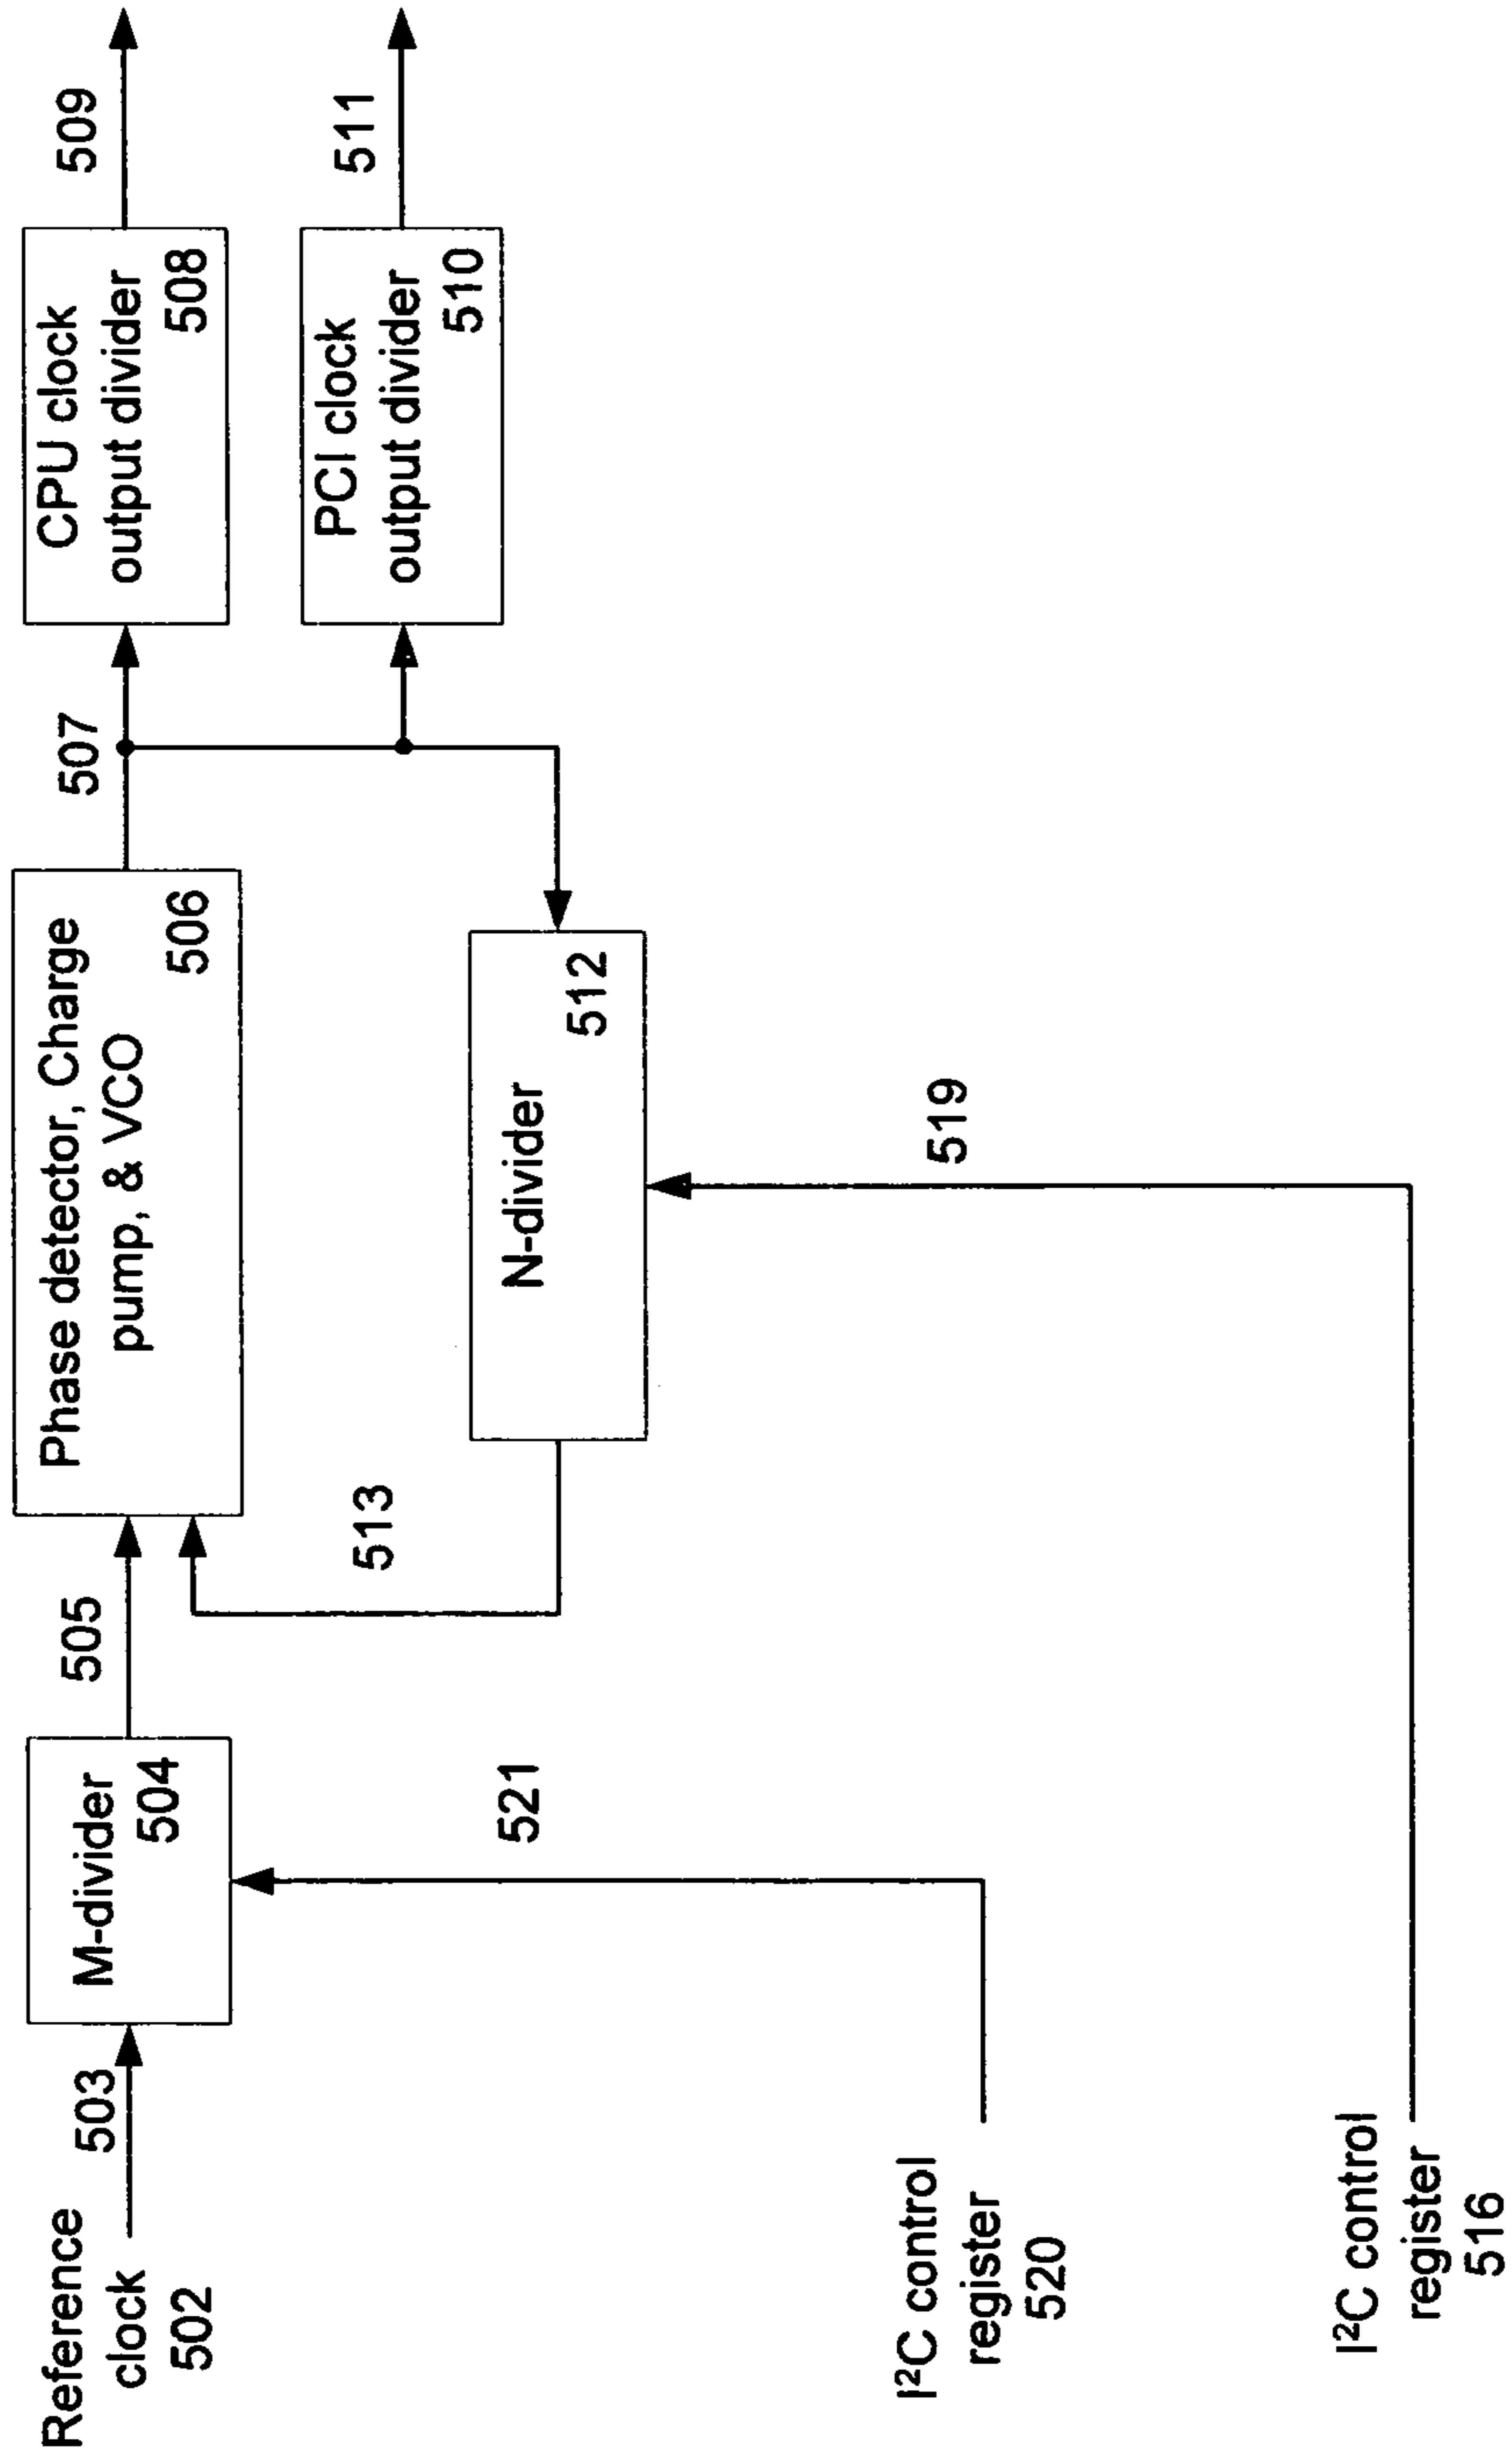 Reference
clock
502
503
M-divider
504
505
Phase detector, Charge
pump, & VCO
506
507
CPU clock
output divider
508
509
PCI clock
output divider
510
511
513
N-divider
512
521
519
I²C control
register
520
I²C control
register
516